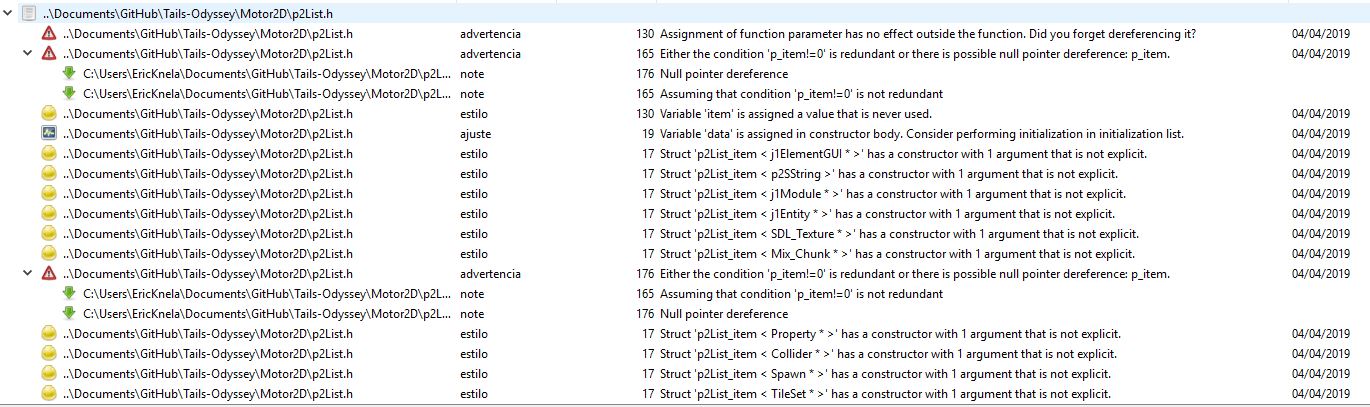 ..\Documents\GitHub\Tails-Odyssey\Motor2D\p2List.h
..\Documents\GitHub\Tails-Odyssey\Motor2D\p2List.h advertencia 130 Assignment of function parameter has no effect outside the function. Did you forget dereferencing it? 04/04/2019
..\Documents\GitHub\Tails-Odyssey\Motor2D\p2List.h advertencia 165 Either the condition 'p_item!=0' is redundant or there is possible null pointer dereference: p_item. 04/04/2019
C:\Users\EricKnela\Documents\GitHub\Tails-Odyssey\Motor2D\p2L... note 176 Null pointer dereference
C:\Users\EricKnela\Documents\GitHub\Tails-Odyssey\Motor2D\p2L... note 165 Assuming that condition 'p_item!=0' is not redundant
..\Documents\GitHub\Tails-Odyssey\Motor2D\p2List.h estilo 130 Variable 'item' is assigned a value that is never used. 04/04/2019
..\Documents\GitHub\Tails-Odyssey\Motor2D\p2List.h ajuste 19 Variable 'data' is assigned in constructor body. Consider performing initialization in initialization list. 04/04/2019
..\Documents\GitHub\Tails-Odyssey\Motor2D\p2List.h estilo 17 Struct 'p2List_item < j1ElementGUI * >' has a constructor with 1 argument that is not explicit. 04/04/2019
..\Documents\GitHub\Tails-Odyssey\Motor2D\p2List.h estilo 17 Struct 'p2List_item < p2SString >' has a constructor with 1 argument that is not explicit. 04/04/2019
..\Documents\GitHub\Tails-Odyssey\Motor2D\p2List.h estilo 17 Struct 'p2List_item < j1Module * >' has a constructor with 1 argument that is not explicit. 04/04/2019
..\Documents\GitHub\Tails-Odyssey\Motor2D\p2List.h estilo 17 Struct 'p2List_item < j1Entity * >' has a constructor with 1 argument that is not explicit. 04/04/2019
..\Documents\GitHub\Tails-Odyssey\Motor2D\p2List.h estilo 17 Struct 'p2List_item < SDL_Texture * >' has a constructor with 1 argument that is not explicit. 04/04/2019
..\Documents\GitHub\Tails-Odyssey\Motor2D\p2List.h estilo 17 Struct 'p2List_item < Mix_Chunk * >' has a constructor with 1 argument that is not explicit. 04/04/2019
..\Documents\GitHub\Tails-Odyssey\Motor2D\p2List.h advertencia 176 Either the condition 'p_item!=0' is redundant or there is possible null pointer dereference: p_item. 04/04/2019
C:\Users\EricKnela\Documents\GitHub\Tails-Odyssey\Motor2D\p2L... note 165 Assuming that condition 'p_item!=0' is not redundant
C:\Users\EricKnela\Documents\GitHub\Tails-Odyssey\Motor2D\p2L... note 176 Null pointer dereference
..\Documents\GitHub\Tails-Odyssey\Motor2D\p2List.h estilo 17 Struct 'p2List_item < Property * >' has a constructor with 1 argument that is not explicit. 04/04/2019
..\Documents\GitHub\Tails-Odyssey\Motor2D\p2List.h estilo 17 Struct 'p2List_item < Collider * >' has a constructor with 1 argument that is not explicit. 04/04/2019
..\Documents\GitHub\Tails-Odyssey\Motor2D\p2List.h estilo 17 Struct 'p2List_item < Spawn * >' has a constructor with 1 argument that is not explicit. 04/04/2019
..\Documents\GitHub\Tails-Odyssey\Motor2D\p2List.h estilo 17 Struct 'p2List_item < TileSet * >' has a constructor with 1 argument that is not explicit. 04/04/2019